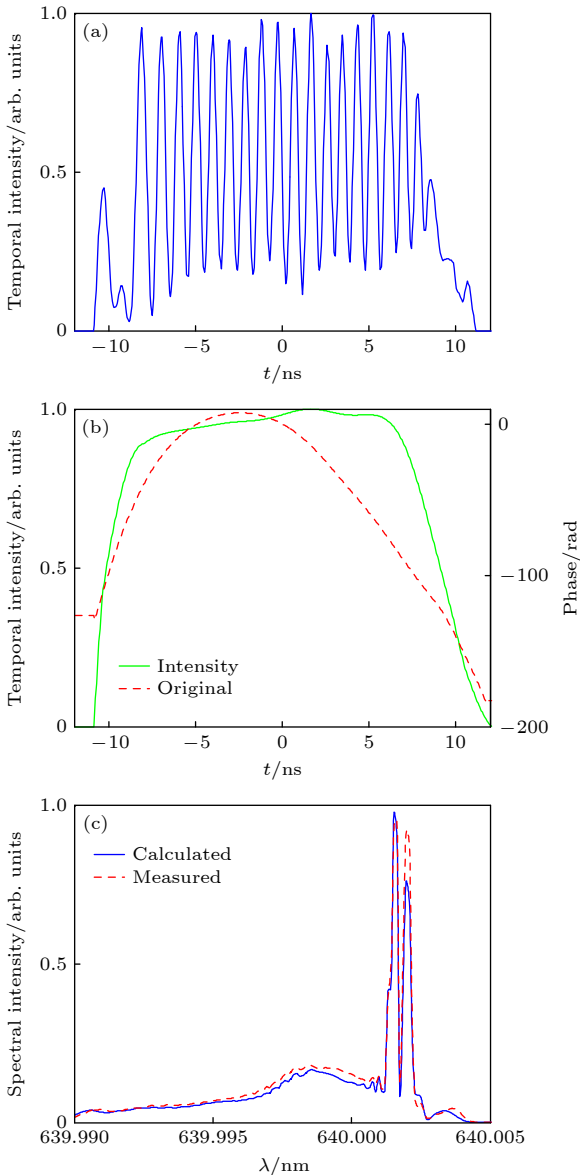 (a)
Temporal intensity/arb. units
1.0
0.5
0
−10
−5
0
5
10
t/ns
(b)
Temporal intensity/arb. units
1.0
0.5
0
Intensity
Original
0
−100
−200
Phase/rad
−10
−5
0
5
10
t/ns
(c)
Spectral intensity/arb. units
1.0
0.5
0
Calculated
Measured
639.990
639.995
640.000
640.005
λ/nm